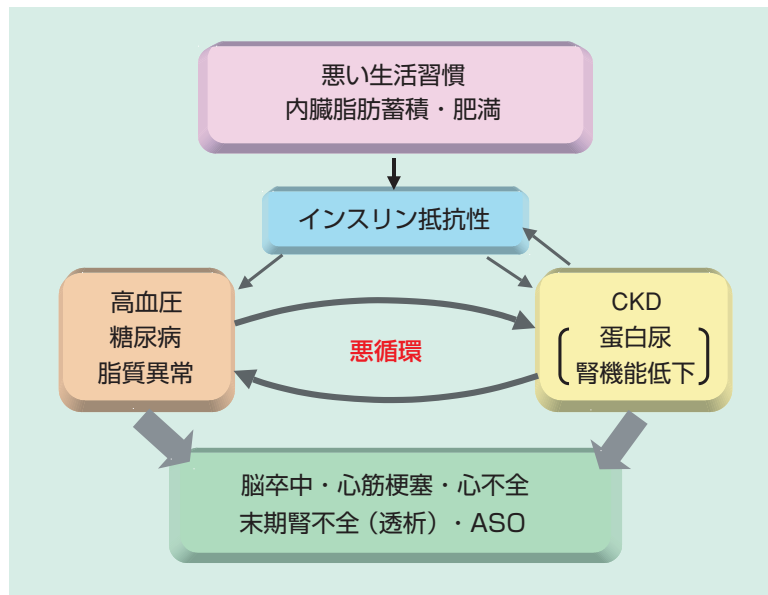 悪い生活習慣
内臓脂肪蓄積・肥満
インスリン抵抗性
高血圧
糖尿病
脂質異常
悪循環
CKD
蛋白尿
腎機能低下
脳卒中・心筋梗塞・心不全
末期腎不全（透析）・ASO